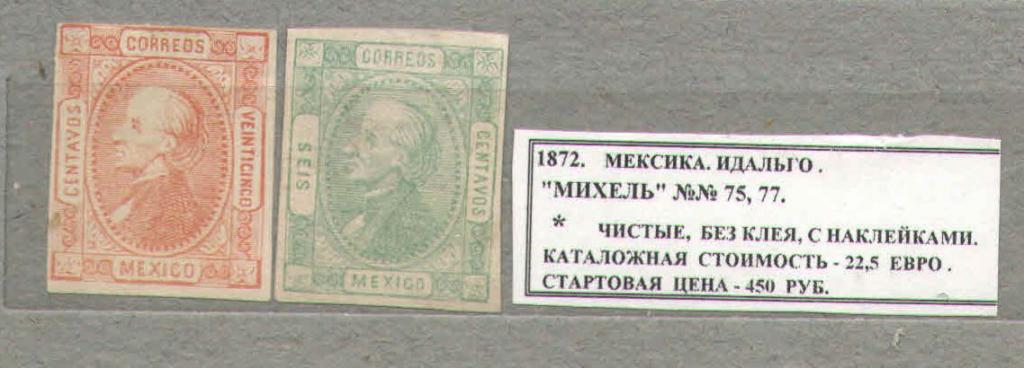 CORREOS
CENTAVOS
VEINTICINCO
MEXICO
CORREOS
SEIS
CENTAVOS
MEXICO
1872. МЕКСИКА. ИДАЛЬГО.
"МИХЕЛЬ" №№ 75, 77.
* ЧИСТЫЕ, БЕЗ КЛЕЯ, С НАКЛЕЙКАМИ.
КАТАЛОЖНАЯ СТОИМОСТЬ - 22,5 ЕВРО.
СТАРТОВАЯ ЦЕНА - 450 РУБ.